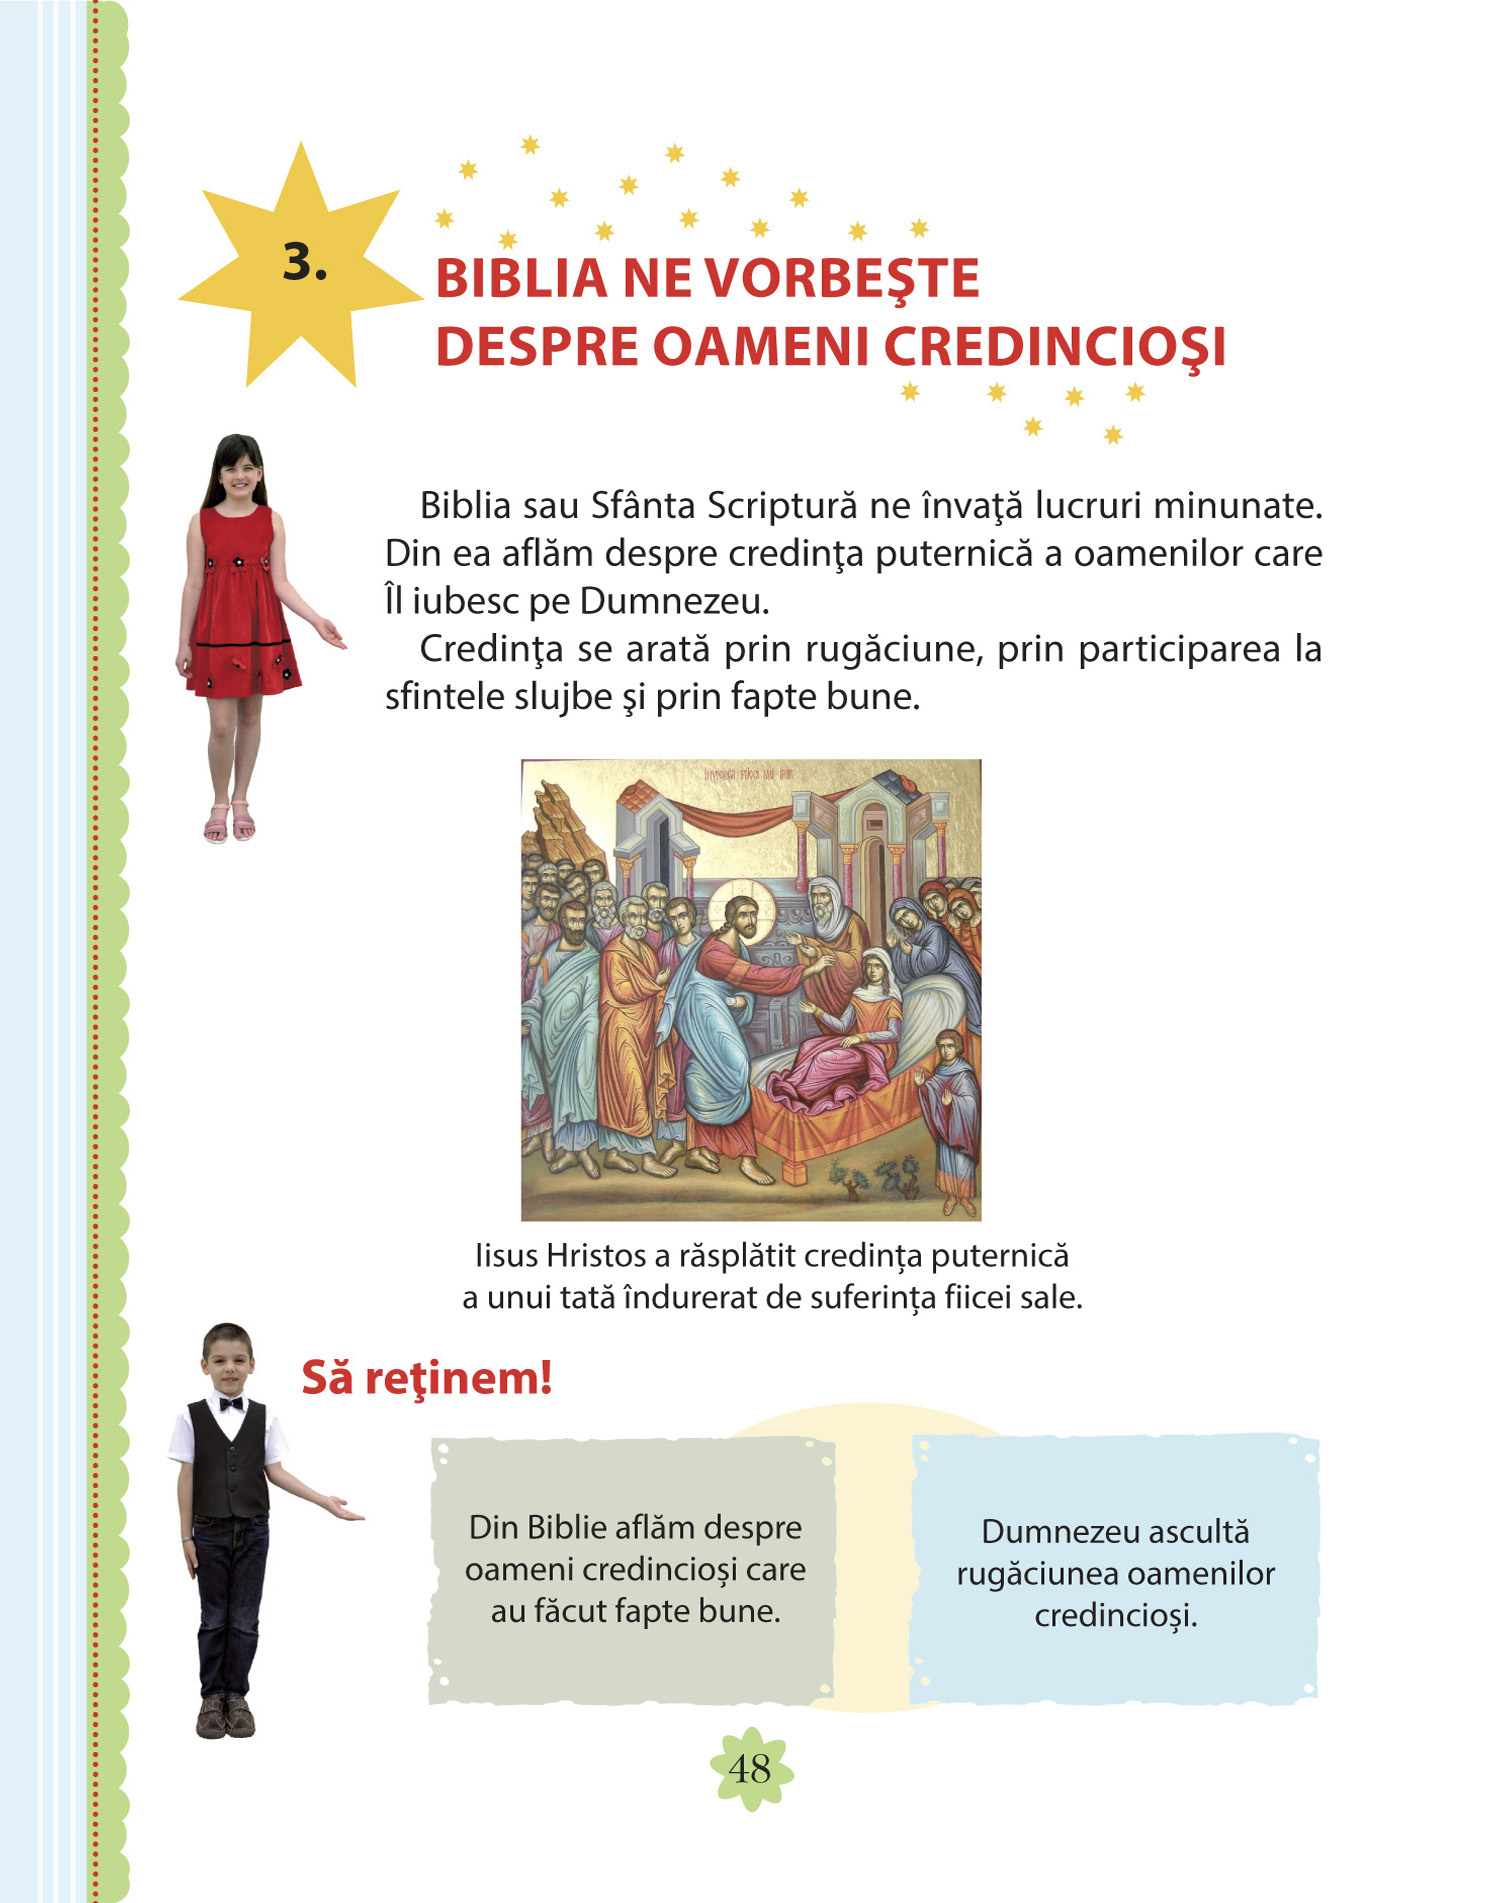 3.
BIBLIA NE VORBEŞTE
DESPRE OAMENI CREDINCIOŞI
Biblia sau Sfânta Scriptură ne învaţă lucruri minunate.
Din ea aflăm despre credinţa puternică a oamenilor care
Îl iubesc pe Dumnezeu.
Credinţa se arată prin rugăciune, prin participarea la
sfintele slujbe şi prin fapte bune.
Iisus Hristos a răsplătit credința puternică
a unui tată îndurerat de suferința fiicei sale.
Să reţinem!
Din Biblie aflăm despre
oameni credincioși care
au făcut fapte bune.
Dumnezeu ascultă
rugăciunea oamenilor
credincioși.
48